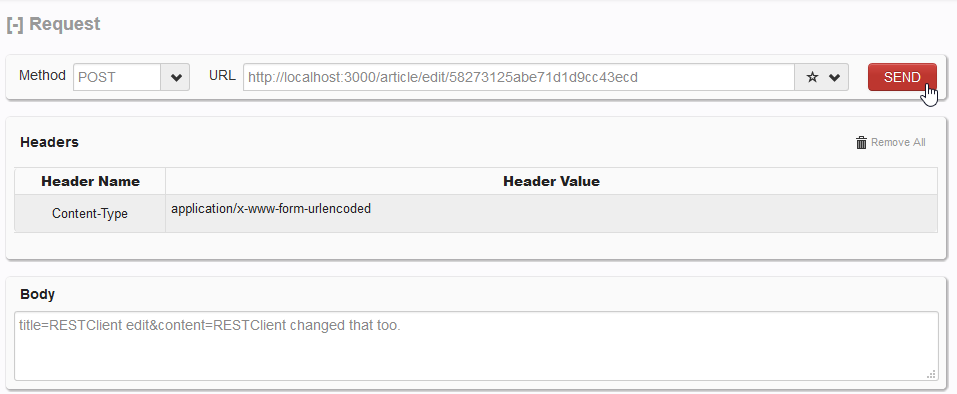 [-] Request
Method POST URL http://localhost:3000/article/edit/58273125abe71d1d9cc43ecd SEND
Headers Remove All
Header Name Header Value
Content-Type application/x-www-form-urlencoded
Body
title=RESTClient edit&content=RESTClient changed that too.